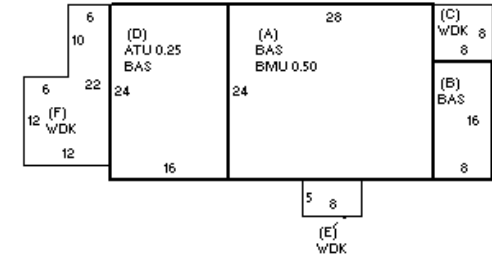 6
10
6
22
12
(F)
WDK
12
(D)
ATU 0.25
BAS
24
16
28
(A)
BAS
BMU 0.50
24
(C)
WDK
8
8
(B)
BAS
16
8
5
8
(E)
WDK